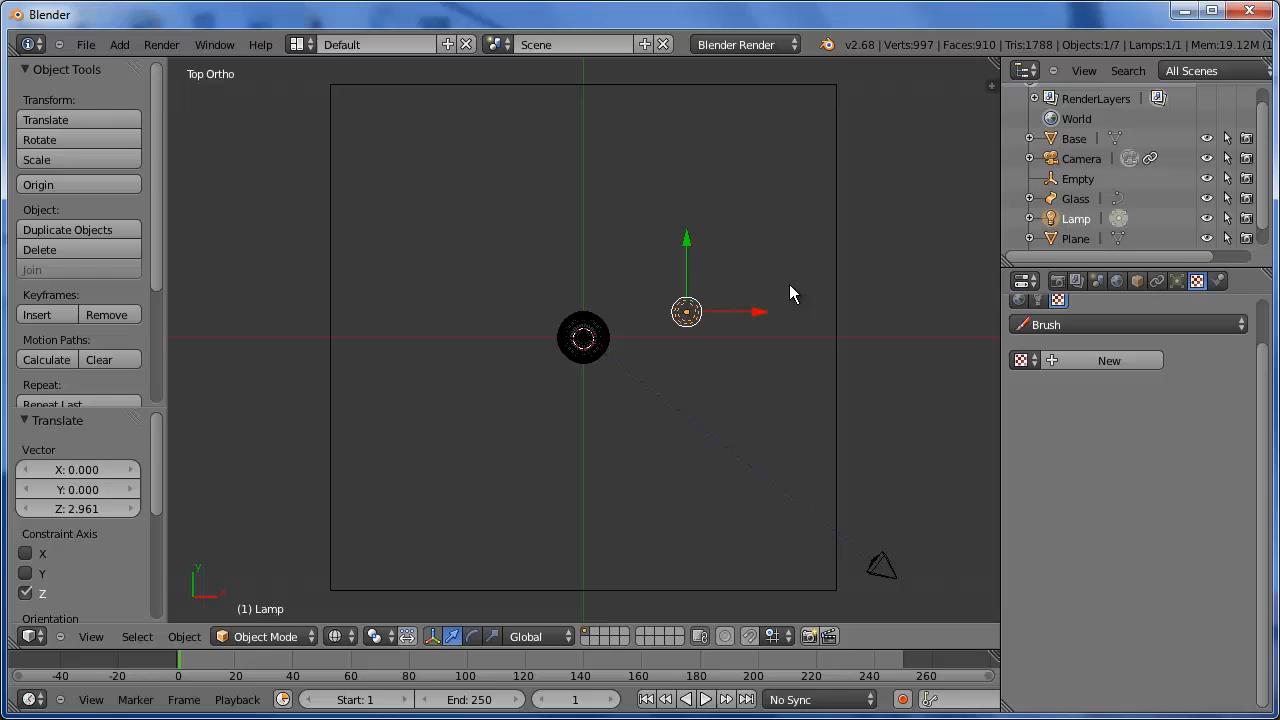 Blender
File Add Render Window Help Default Scene Blender Render v2.68 | Verts:997 | Faces:910 | Tris:1788 | Objects:1/7 | Lamps:1/1 | Mem:19.12M (1
Object Tools
Transform:
Translate
Rotate
Scale
Origin
Object:
Duplicate Objects
Delete
Join
Keyframes:
Insert Remove
Motion Paths:
Calculate Clear
Repeat:
Repeat Last
Translate
Vector
X: 0.000
Y: 0.000
Z: 2.961
Constraint Axis
X
Y
Z
Orientation
Top Ortho
y
x
(1) Lamp
View Select Object Object Mode Global
View Search All Scenes
RenderLayers
World
Base
Camera
Empty
Glass
Lamp
Plane
Brush
New
-40 -20 0 20 40 60 80 100 120 140 160 180 200 220 240 260
View Marker Frame Playback Start: 1 End: 250 1 No Sync